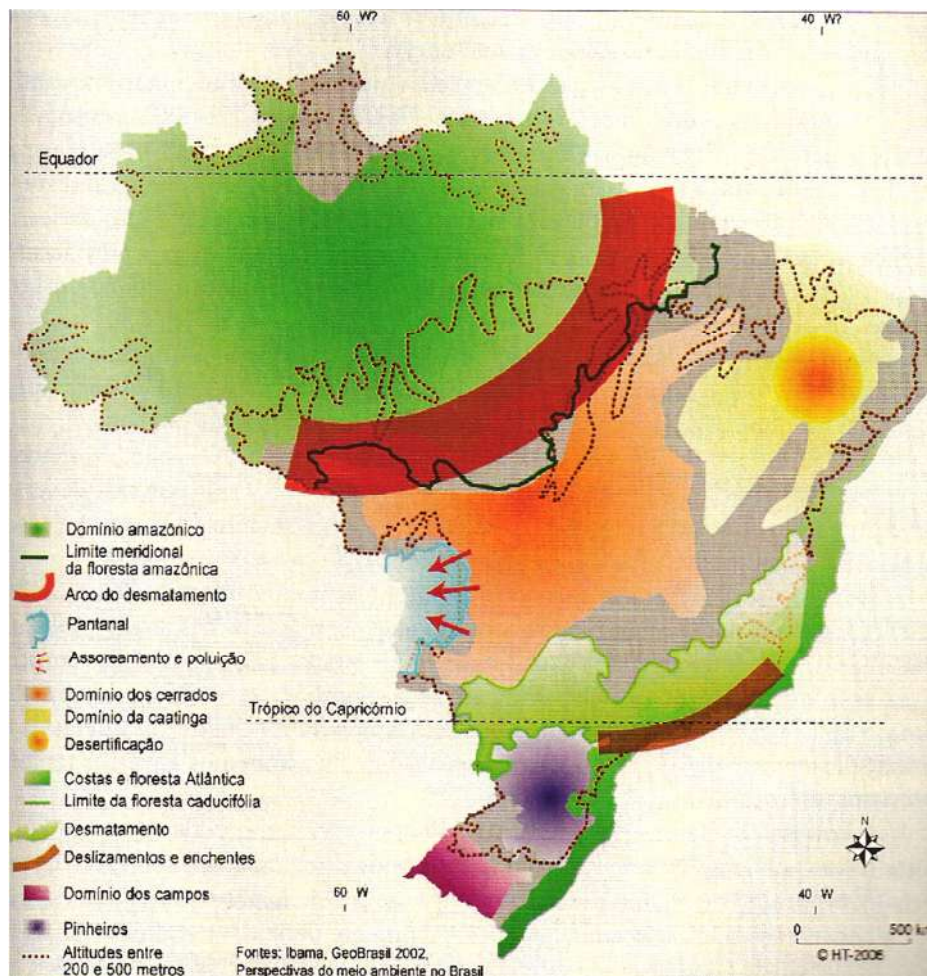 60 W?
40 W?
Equador
Domínio amazônico
Limite meridional
da floresta amazônica
Arco do desmatamento
Pantanal
Assoreamento e poluição
Domínio dos cerrados
Domínio da caatinga
Desertificação
Costas e floresta Atlântica
Limite da floresta caducifólia
Desmatamento
Deslizamentos e enchentes
Domínio dos campos
Pinheiros
Altitudes entre
200 e 500 metros
Trópico do Capricórnio
60 W
40 W?
N
0 500 km
© HT-2006
Fontes: Ibama, GeoBrasil 2002,
Perspectivas do meio ambiente no Brasil